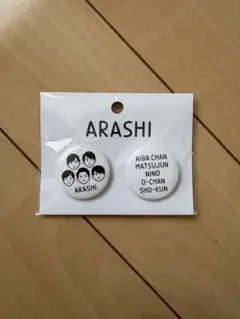 ARASHI
ARASHI
AIBA CHAN
MATSUJUN
NINO
O-CHAN
SHO-KUN